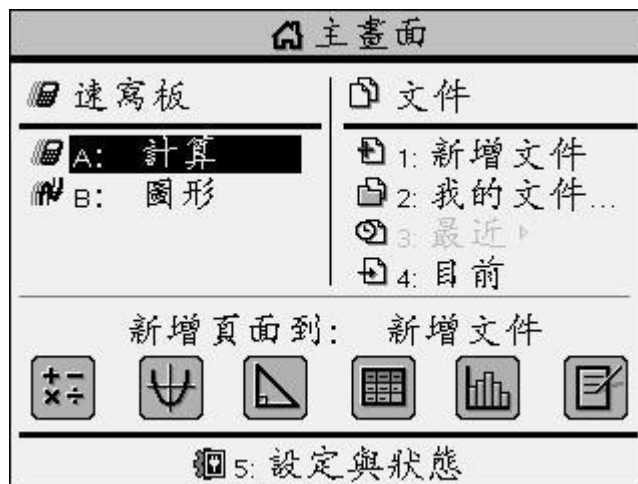 主畫面
速寫板
A: 計算
B: 圖形
文件
1: 新增文件
2: 我的文件...
3: 最近
4: 目前
新增頁面到: 新增文件
5: 設定與狀態